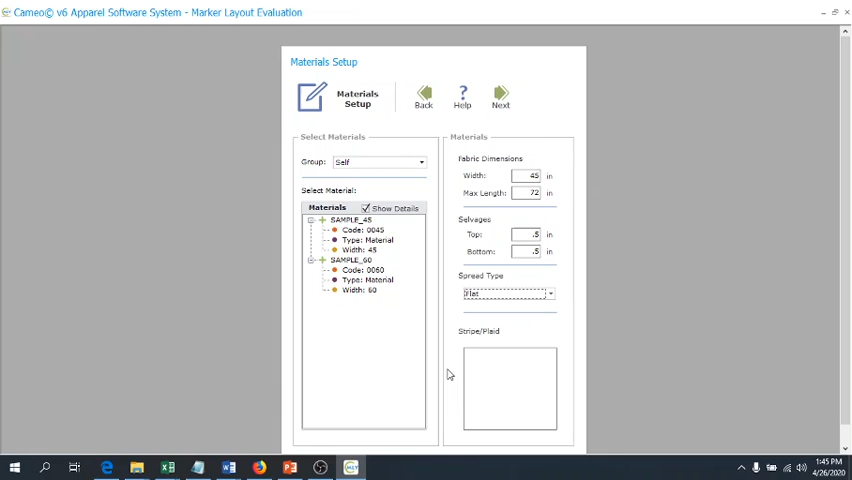 Cameo© v6 Apparel Software System - Marker Layout Evaluation
Materials Setup
Materials
Setup
Back
Help
Next
Select Materials
Group:
Self
Select Material:
Materials
Show Details
SAMPLE_45
Code: 0045
Type: Material
Width: 45
SAMPLE_60
Code: 0060
Type: Material
Width: 60
Materials
Fabric Dimensions
Width: 45 in
Max Length: 72 in
Selvages
Top: .5 in
Bottom: .5 in
Spread Type
Flat
Stripe/Plaid
1:45 PM
4/26/2020